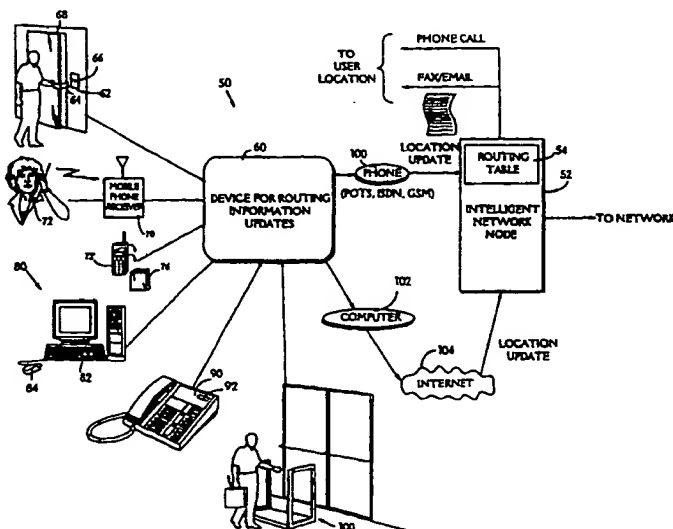 68
66
64
62
PHONE CALL
TO
USER
LOCATION
FAX/EMAIL
50
60
100
LOCATION
UPDATE
ROUTING
TABLE
54
52
PHONE
(POTS, ISDN, GSM)
DEVICE FOR ROUTING
INFORMATION
UPDATES
INTELLIGENT
NETWORK
NODE
TO NETWORK
72
MOBILE
PHONE
RECEIVER
70
72'
76
80
102
COMPUTER
LOCATION
UPDATE
104
INTERNET
84
82
90
92
100